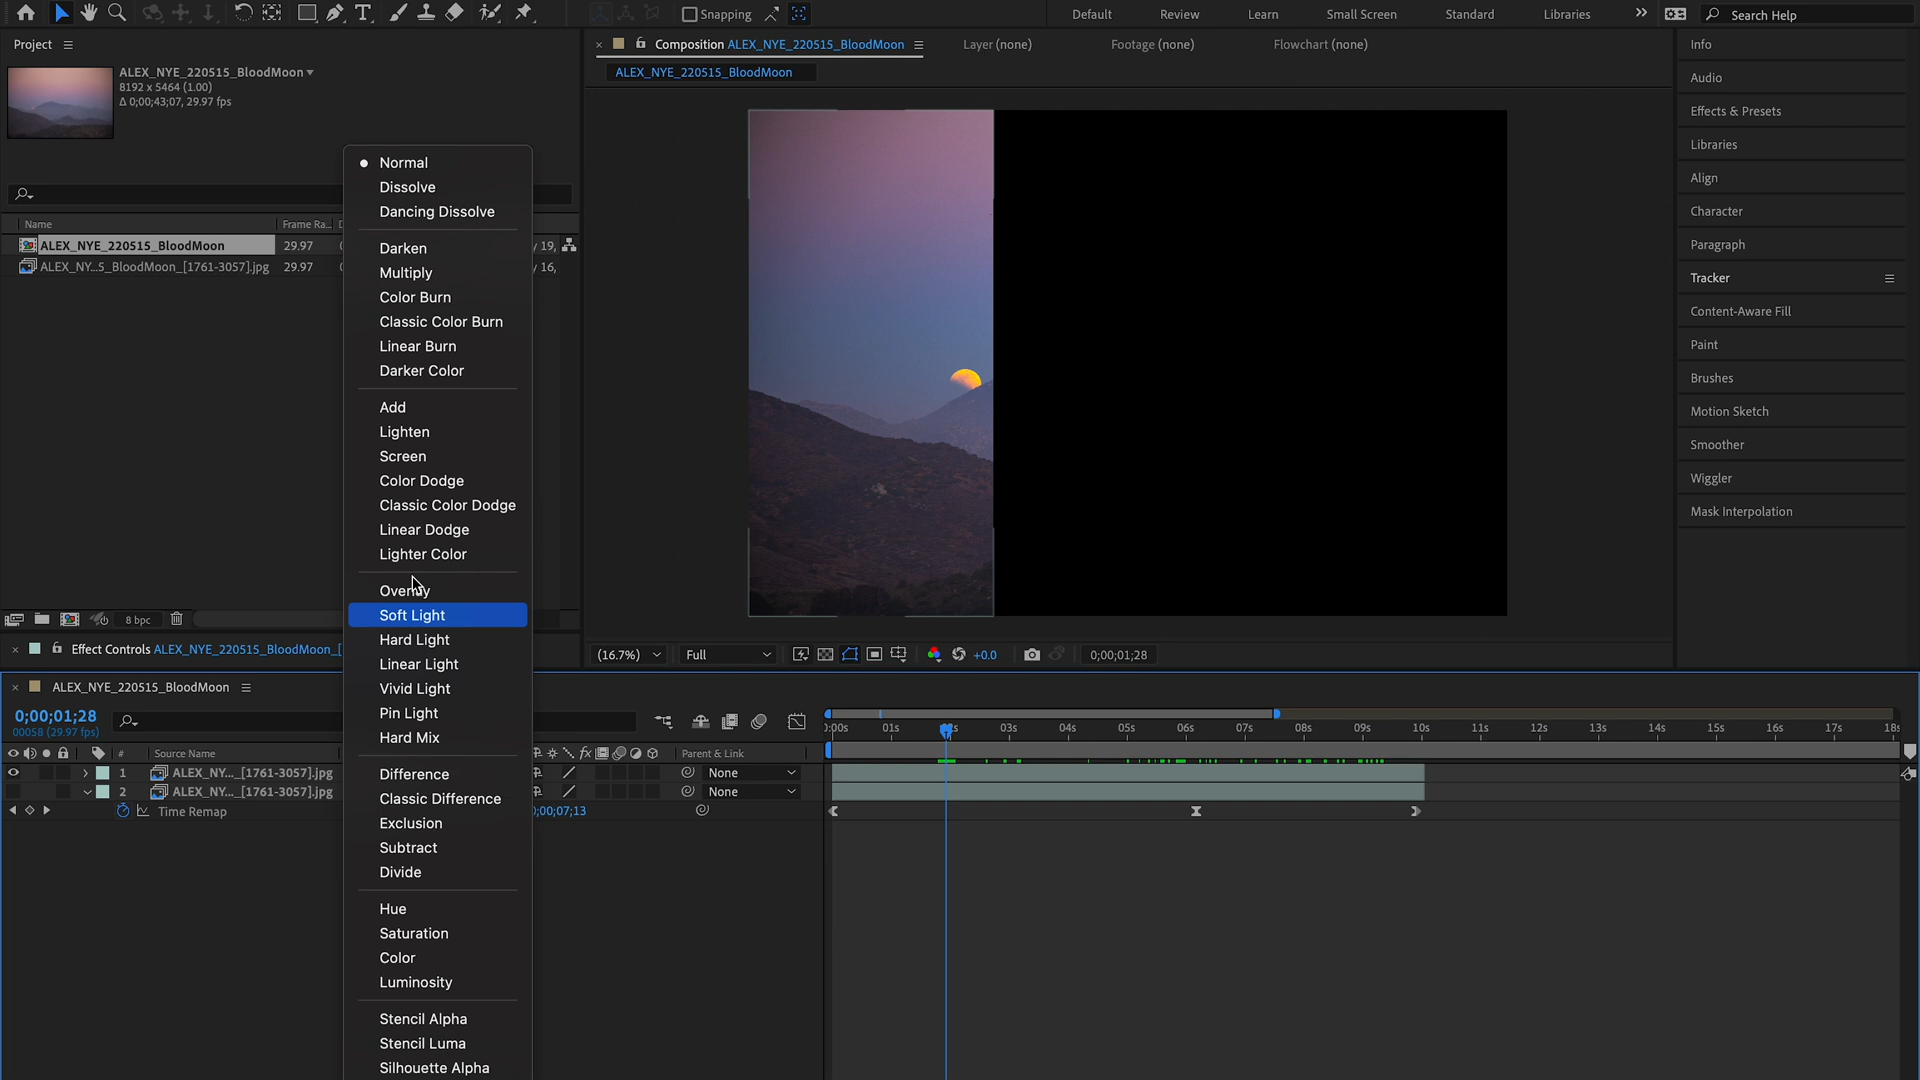 Snapping
Default
Review
Learn
Small Screen
Standard
Libraries
Search Help
Project
Composition ALEX_NYE_220515_BloodMoon
Layer (none)
Footage (none)
Flowchart (none)
ALEX_NYE_220515_BloodMoon
8192 x 5464 (1.00)
Δ 0;00;43;07, 29.97 fps
ALEX_NYE_220515_BloodMoon
Name
Frame Ra...
ALEX_NYE_220515_BloodMoon
29.97
y 19,
ALEX_NY...5_BloodMoon_[1761-3057].jpg
29.97
y 16,
8 bpc
Effect Controls ALEX_NYE_220515_BloodMoon_[
Normal
Dissolve
Dancing Dissolve
Darken
Multiply
Color Burn
Classic Color Burn
Linear Burn
Darker Color
Add
Lighten
Screen
Color Dodge
Classic Color Dodge
Linear Dodge
Lighter Color
Overlay
Soft Light
Hard Light
Linear Light
Vivid Light
Pin Light
Hard Mix
Difference
Classic Difference
Exclusion
Subtract
Divide
Hue
Saturation
Color
Luminosity
Stencil Alpha
Stencil Luma
Silhouette Alpha
Info
Audio
Effects & Presets
Libraries
Align
Character
Paragraph
Tracker
Content-Aware Fill
Paint
Brushes
Motion Sketch
Smoother
Wiggler
Mask Interpolation
(16.7%)
Full
+0.0
0;00;01;28
ALEX_NYE_220515_BloodMoon
0;00;01;28
00058 (29.97 fps)
# Source Name
Parent & Link
1 ALEX_NY..._[1761-3057].jpg
None
2 ALEX_NY..._[1761-3057].jpg
None
Time Remap
;00;07;13
):00s 01s 03s 04s 05s 06s 07s 08s 09s 10s 11s 12s 13s 14s 15s 16s 17s 18s